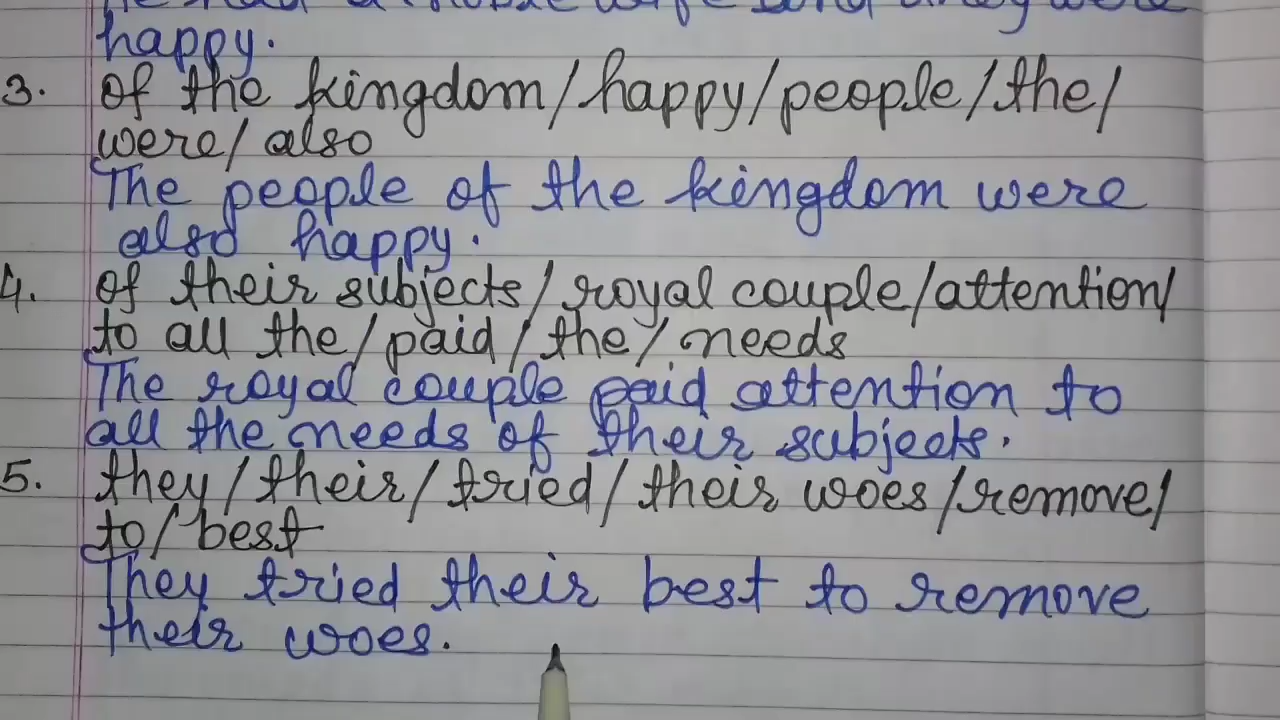 happy.
3. of the kingdom/happy/people/the/
were/also
The people of the kingdom were
also happy.
4. of their subjects/royal couple/attention/
to all the/paid/the/needs
The royal couple paid attention to
all the needs of their subjects.
5. they/their/tried/their woes/remove/
to/best
They tried their best to remove
their woes.